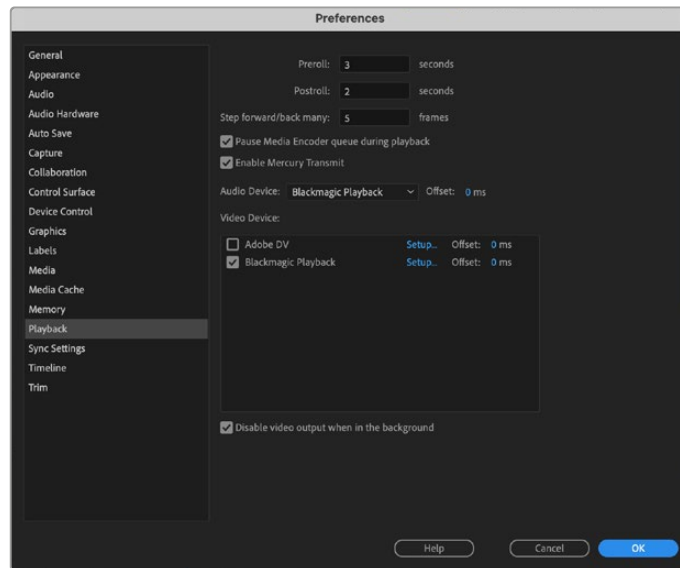 Preferences
General
Appearance
Audio
Audio Hardware
Auto Save
Capture
Collaboration
Control Surface
Device Control
Graphics
Labels
Media
Media Cache
Memory
Playback
Sync Settings
Timeline
Trim
Preroll: 3 seconds
Postroll: 2 seconds
Step forward/back many: 5 frames
Pause Media Encoder queue during playback
Enable Mercury Transmit
Audio Device: Blackmagic Playback Offset: 0 ms
Video Device:
Adobe DV Setup... Offset: 0 ms
Blackmagic Playback Setup... Offset: 0 ms
Disable video output when in the background
Help Cancel OK